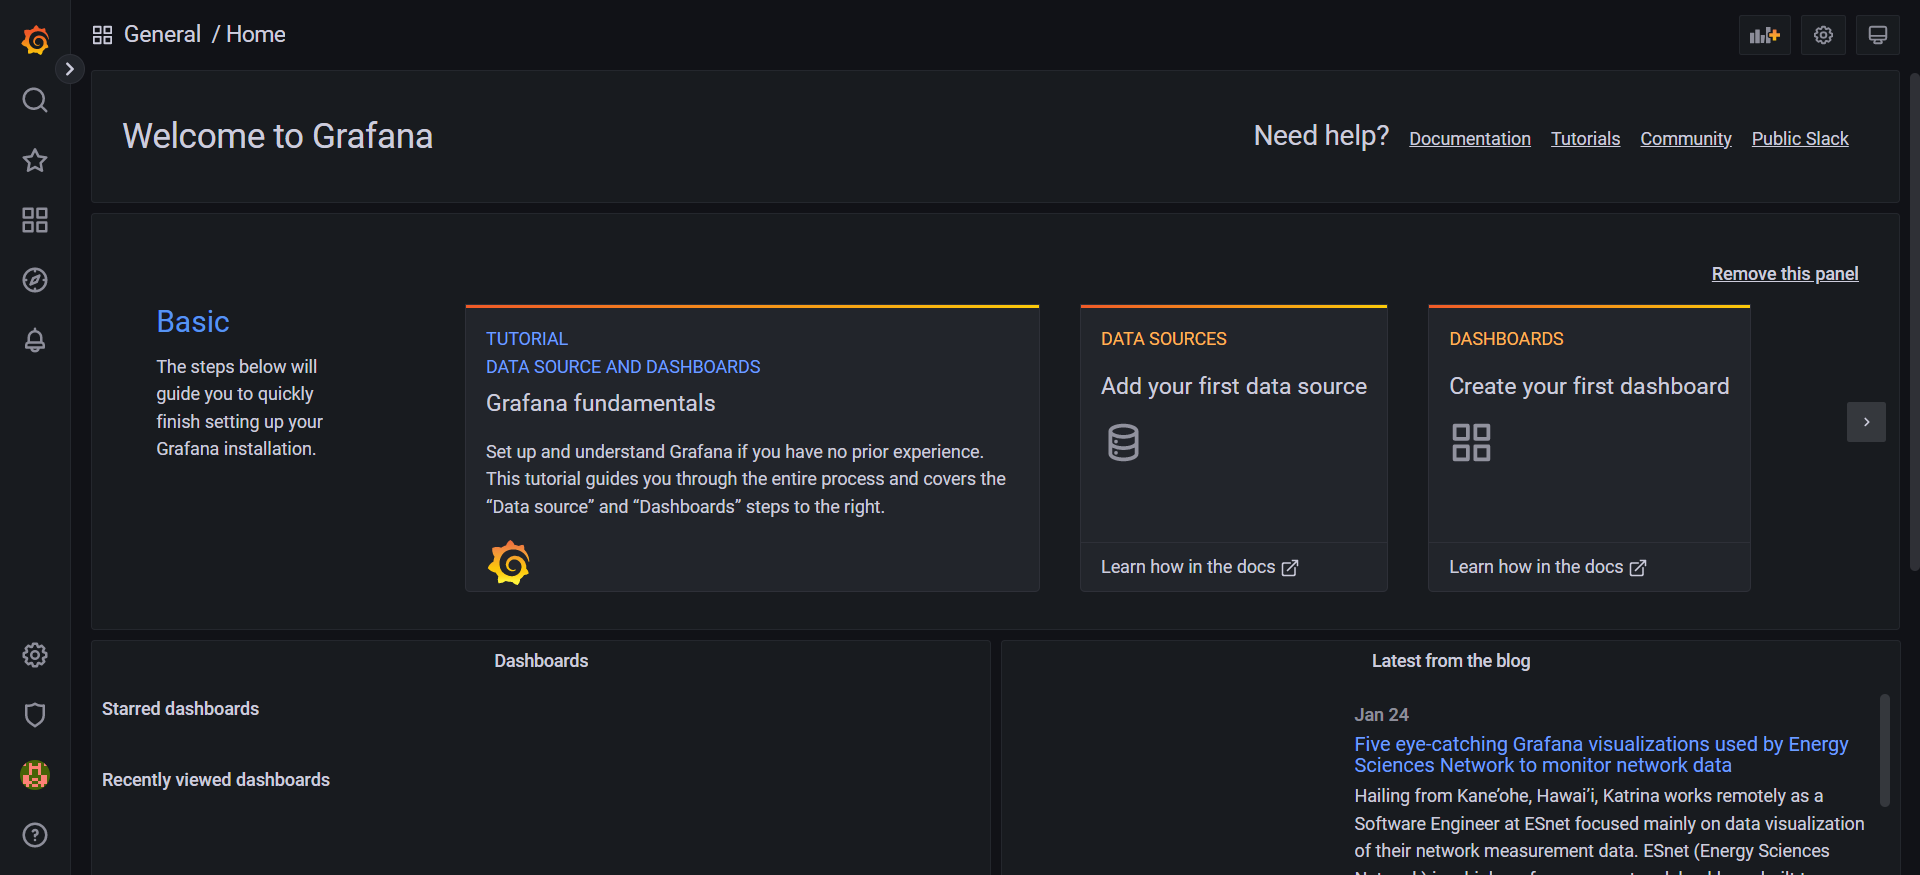 General / Home
Welcome to Grafana
Need help? Documentation Tutorials Community Public Slack
Remove this panel
Basic
The steps below will
guide you to quickly
finish setting up your
Grafana installation.
TUTORIAL
DATA SOURCE AND DASHBOARDS
Grafana fundamentals
Set up and understand Grafana if you have no prior experience.
This tutorial guides you through the entire process and covers the
“Data source” and “Dashboards” steps to the right.
DATA SOURCES
Add your first data source
Learn how in the docs
DASHBOARDS
Create your first dashboard
Learn how in the docs
Dashboards
Starred dashboards
Recently viewed dashboards
Latest from the blog
Jan 24
Five eye-catching Grafana visualizations used by Energy
Sciences Network to monitor network data
Hailing from Kane’ohe, Hawai’i, Katrina works remotely as a
Software Engineer at ESnet focused mainly on data visualization
of their network measurement data. ESnet (Energy Sciences